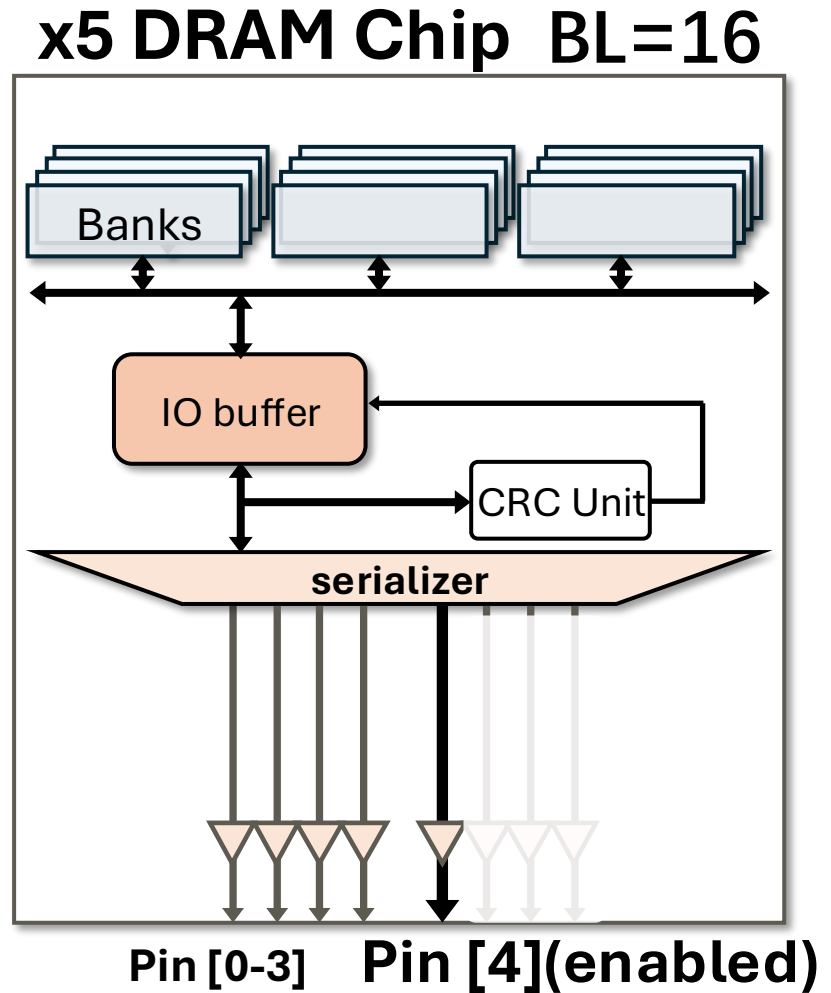 x5 DRAM Chip BL=16
Banks
IO buffer
CRC Unit
serializer
Pin [0-3] Pin [4](enabled)